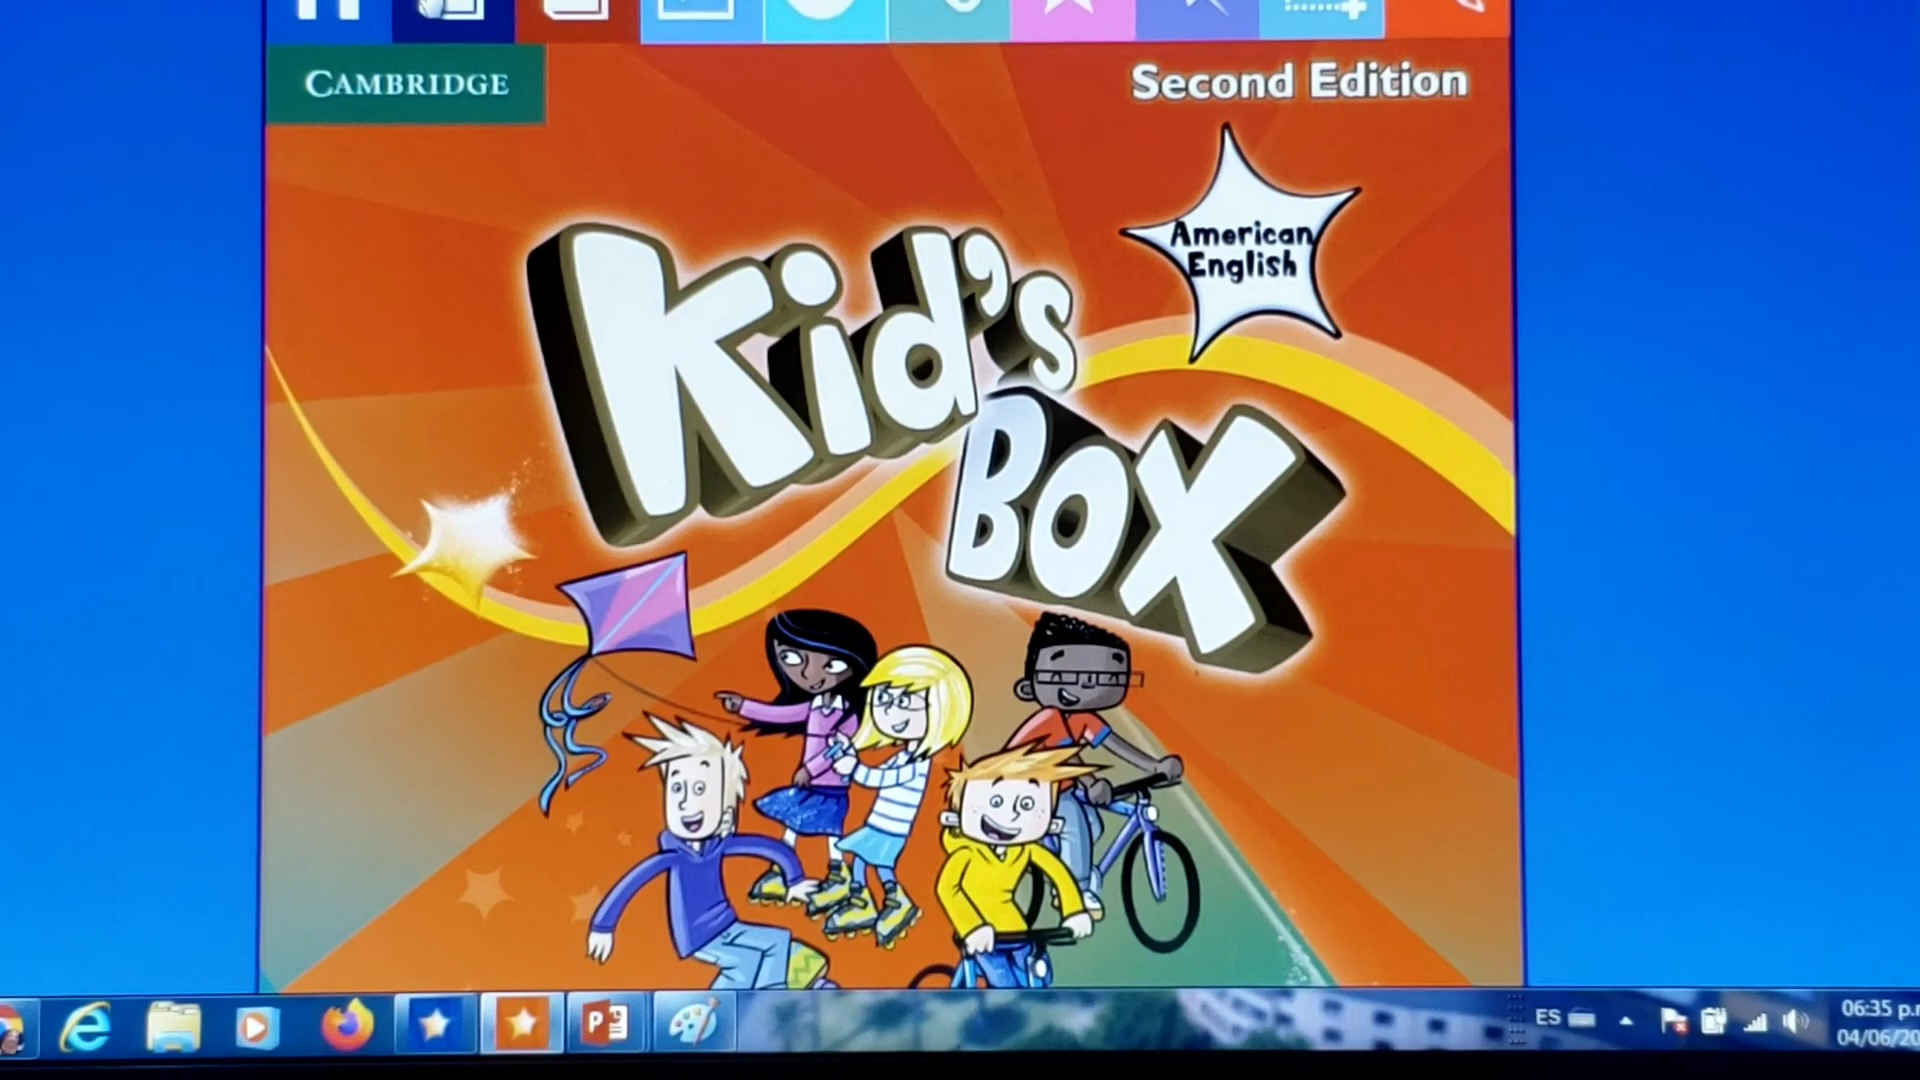 CAMBRIDGE
Second Edition
American
English
Kid's
Box
ES
06:35 p.
04/06/20